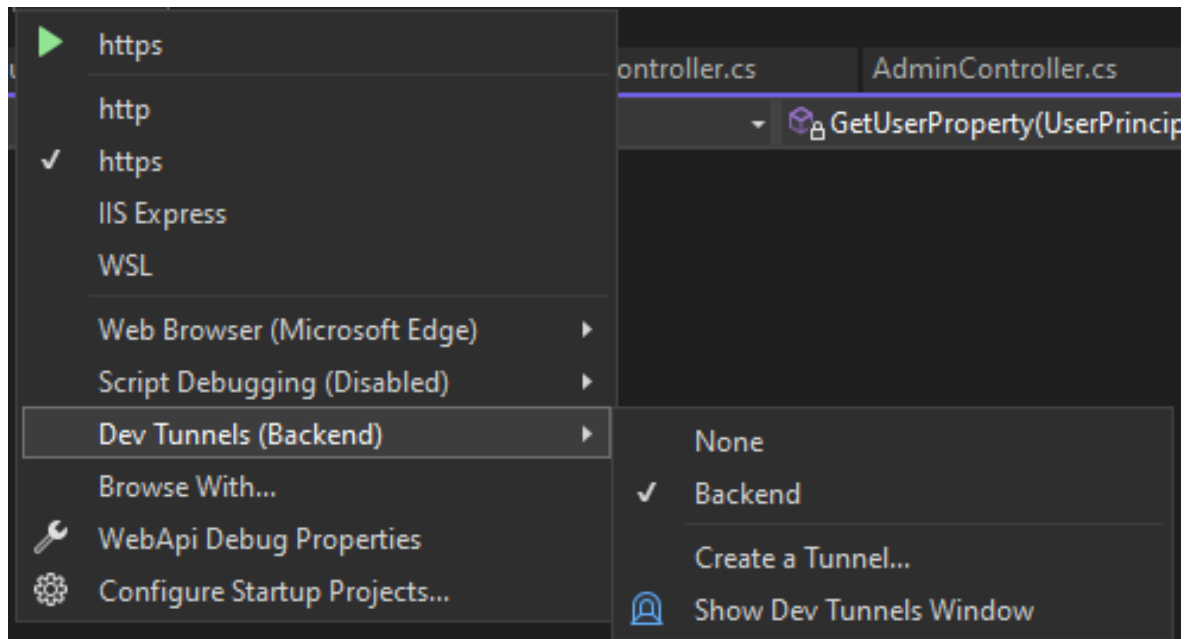 https
ontroller.cs
AdminController.cs
http
GetUserProperty(UserPrincip
https
IIS Express
WSL
Web Browser (Microsoft Edge)
Script Debugging (Disabled)
Dev Tunnels (Backend)
None
Browse With...
Backend
WebApi Debug Properties
Create a Tunnel...
Configure Startup Projects...
Show Dev Tunnels Window